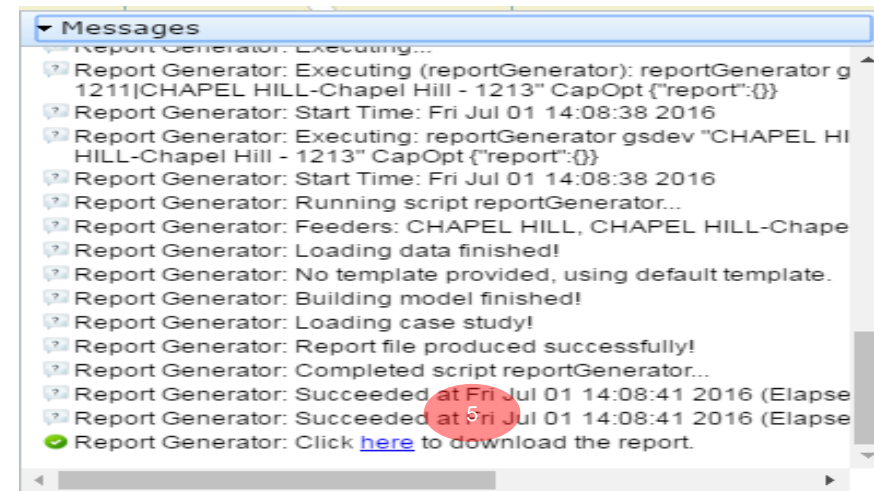 Messages
Report Generator: Executing...
Report Generator: Executing (reportGenerator): reportGenerator g
1211|CHAPEL HILL-Chapel Hill - 1213" CapOpt {"report":{}}
Report Generator: Start Time: Fri Jul 01 14:08:38 2016
Report Generator: Executing: reportGenerator gsdev "CHAPEL HI
HILL-Chapel Hill - 1213" CapOpt {"report":{}}
Report Generator: Start Time: Fri Jul 01 14:08:38 2016
Report Generator: Running script reportGenerator...
Report Generator: Feeders: CHAPEL HILL, CHAPEL HILL-Chape
Report Generator: Loading data finished!
Report Generator: No template provided, using default template.
Report Generator: Building model finished!
Report Generator: Loading case study!
Report Generator: Report file produced successfully!
Report Generator: Completed script reportGenerator...
Report Generator: Succeeded at Fri Jul 01 14:08:41 2016 (Elapse
Report Generator: Succeeded at Fri Jul 01 14:08:41 2016 (Elapse
5
Report Generator: Click here to download the report.